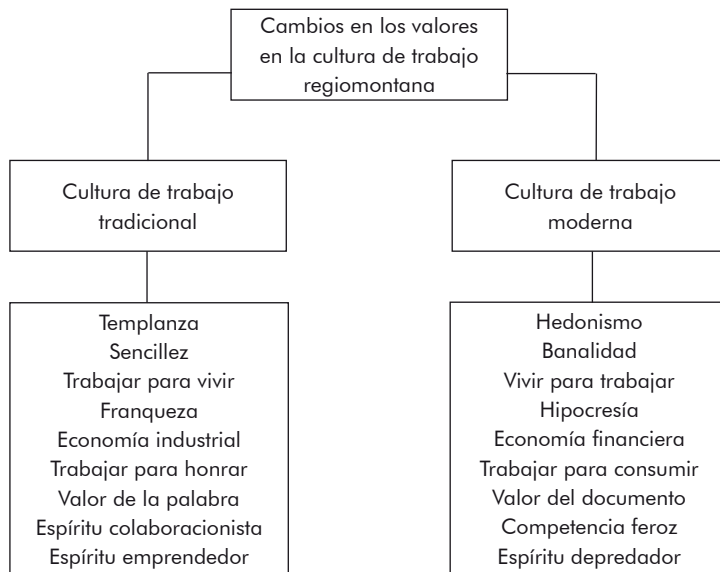 Cambios en los valores
en la cultura de trabajo
regiomontana
Cultura de trabajo
tradicional
Cultura de trabajo
moderna
Templanza
Sencillez
Trabajar para vivir
Franqueza
Economía industrial
Trabajar para honrar
Valor de la palabra
Espíritu colaboracionista
Espíritu emprendedor
Hedonismo
Banalidad
Vivir para trabajar
Hipocresía
Economía financiera
Trabajar para consumir
Valor del documento
Competencia feroz
Espíritu depredador